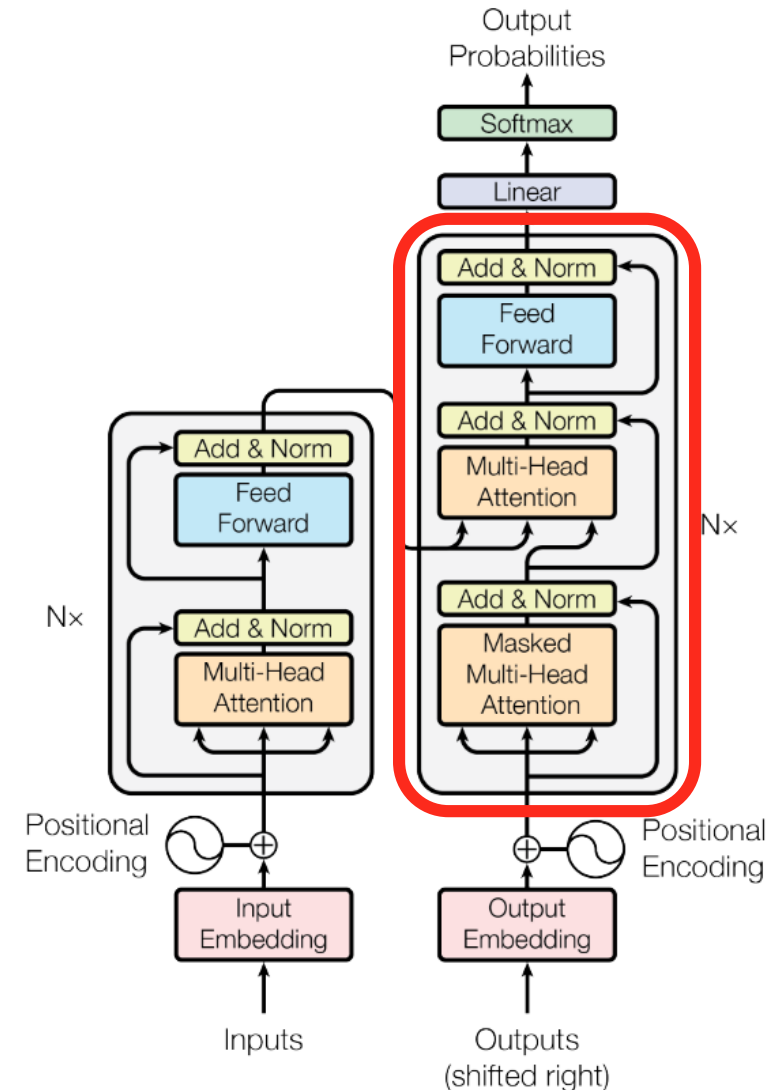 Output
Probabilities
Softmax
Linear
Add & Norm
Feed
Forward
Add & Norm
Multi-Head
Attention
Add & Norm
Masked
Multi-Head
Attention
Nx
Add & Norm
Feed
Forward
Add & Norm
Multi-Head
Attention
Nx
Positional
Encoding
Positional
Encoding
Input
Embedding
Output
Embedding
Inputs
Outputs
(shifted right)